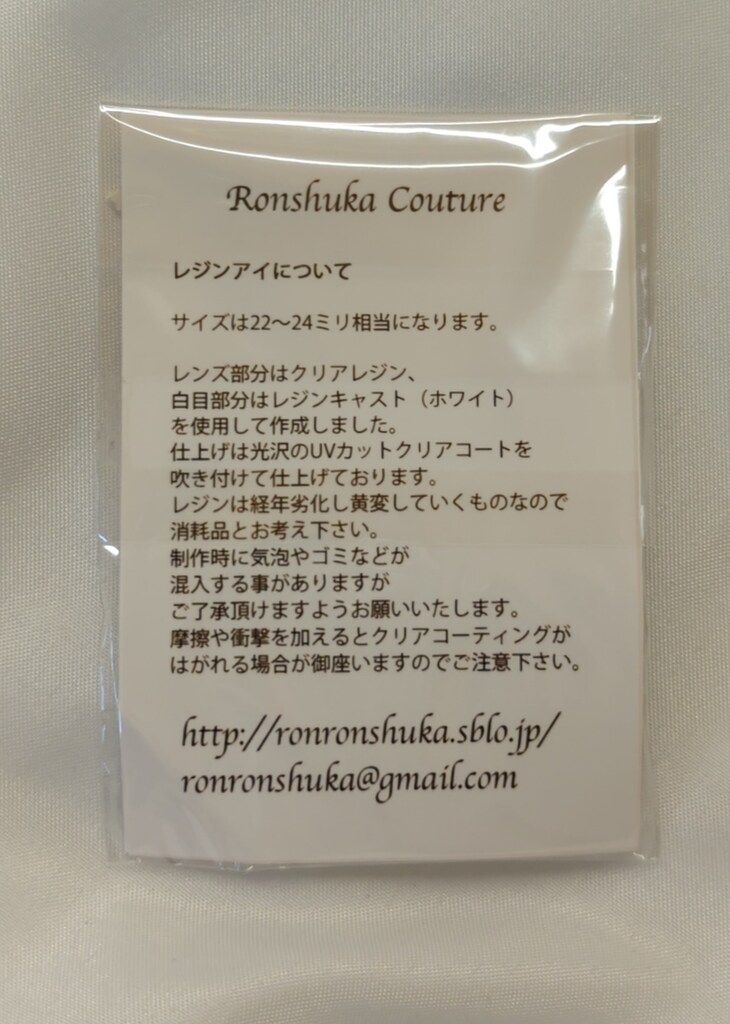 Ronshuka Couture
レジンアイについて
サイズは22〜24ミリ相当になります。
レンズ部分はクリアレジン、
白目部分はレジンキャスト（ホワイト）
を使用して作成しました。
仕上げは光沢のUVカットクリアコートを
吹き付けて仕上げております。
レジンは経年劣化し黄変していくものなので
消耗品とお考え下さい。
制作時に気泡やゴミなどが
混入する事がありますが
ご了承頂けますようお願いいたします。
摩擦や衝撃を加えるとクリアコーティングが
はがれる場合が御座いますのでご注意下さい。
http://ronronshuka.sblo.jp/
ronronshuka@gmail.com